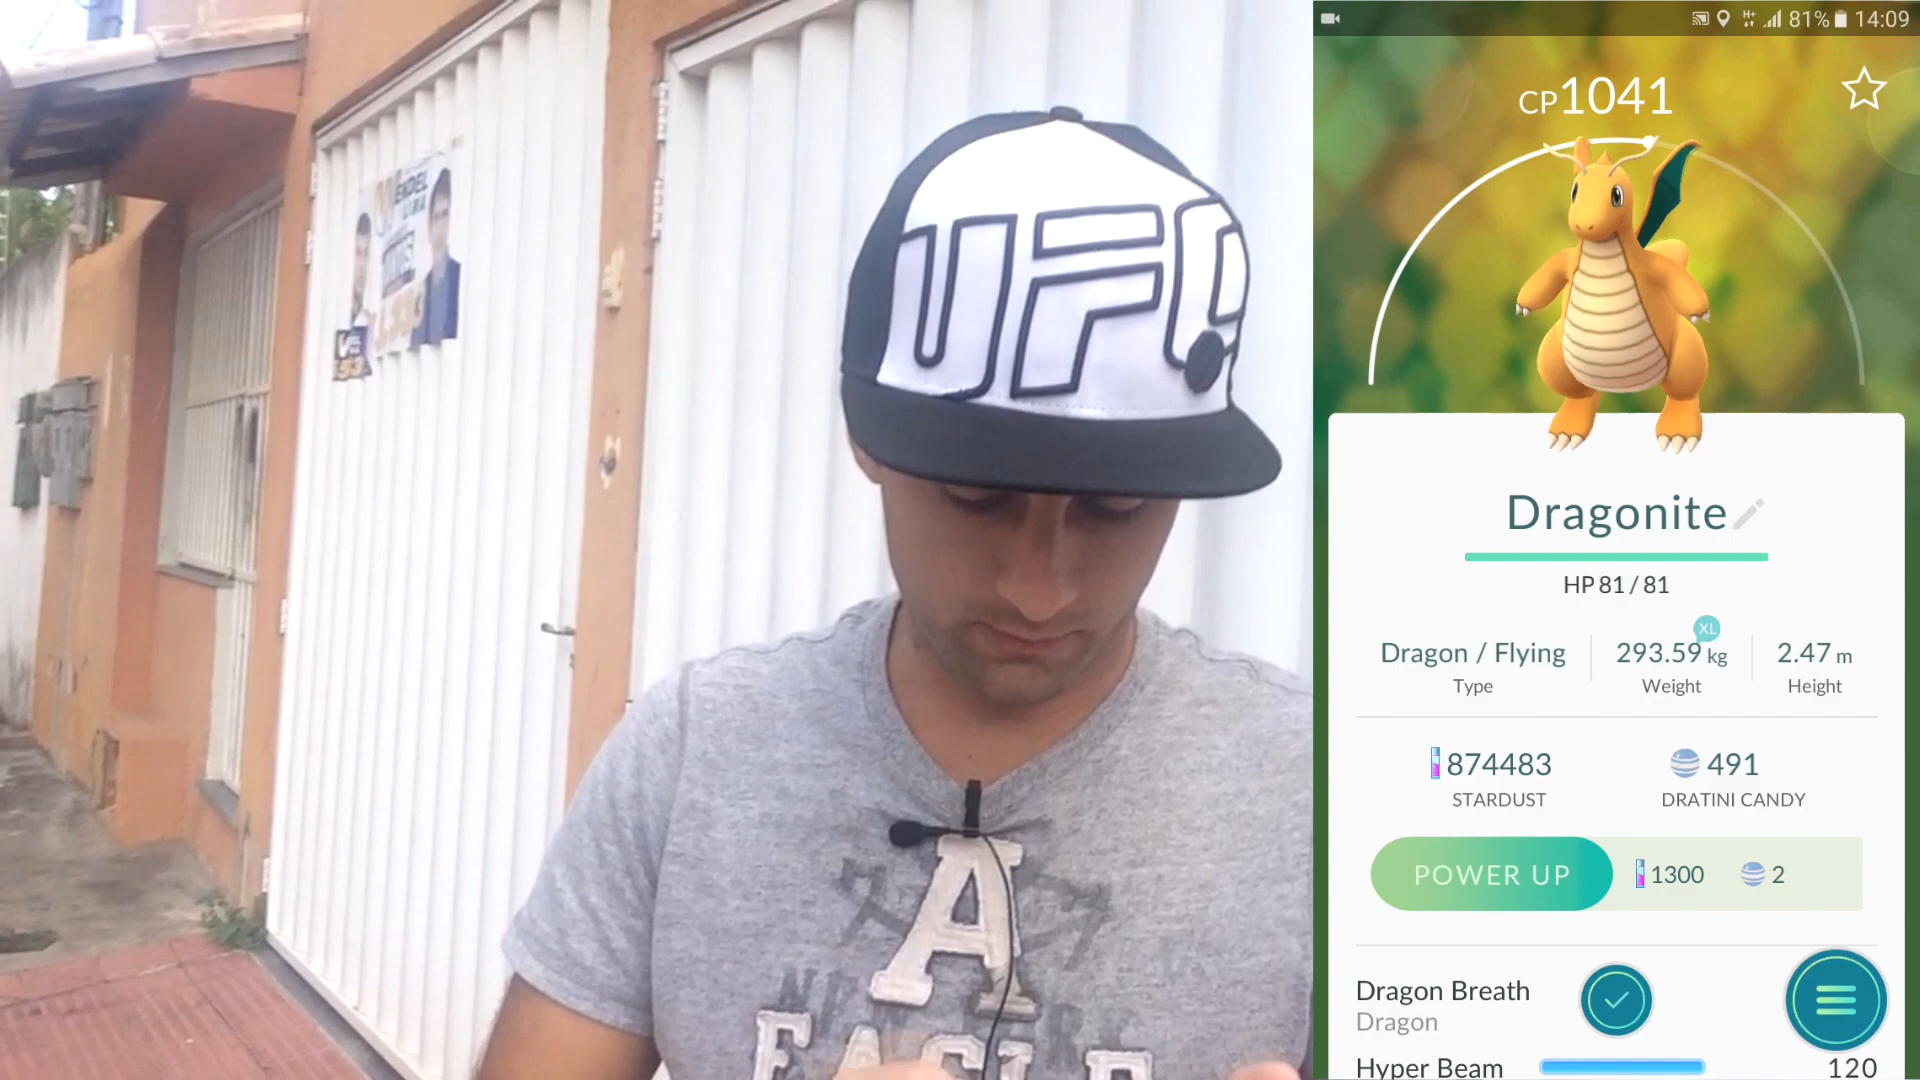 81% 14:09
CP1041
Dragonite
HP 81 / 81
XL
Dragon / Flying
293.59 kg
2.47 m
Type
Weight
Height
874483
491
STARDUST
DRATINI CANDY
POWER UP
1300
2
Dragon Breath
Dragon
Hyper Beam
120
UFC
A
EAGLE